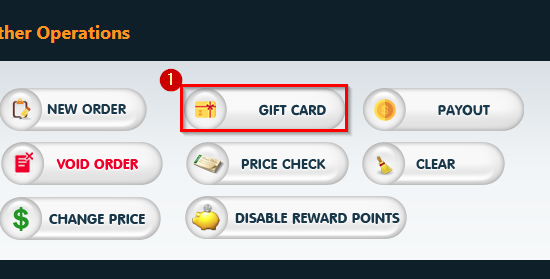 ther Operations
1
NEW ORDER
GIFT CARD
PAYOUT
VOID ORDER
PRICE CHECK
CLEAR
CHANGE PRICE
DISABLE REWARD POINTS